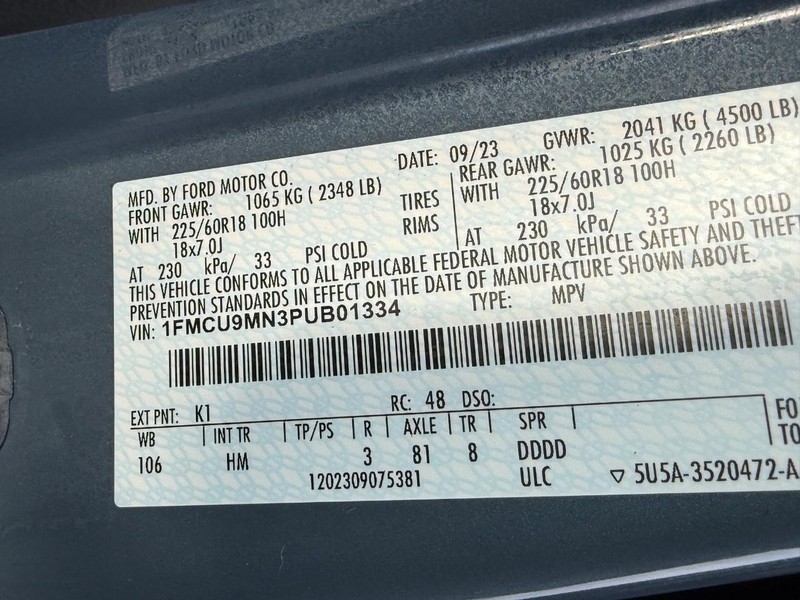 MFD. BY FORD MOTOR CO. DATE: 09/23 GVWR: 2041 KG ( 4500 LB)
FRONT GAWR: 1065 KG ( 2348 LB) REAR GAWR: 1025 KG ( 2260 LB)
WITH 225/60R18 100H TIRES WITH 225/60R18 100H
18x7.0J RIMS 18x7.0J
AT 230 kPa/ 33 PSI COLD AT 230 kPa/ 33 PSI COLD
THIS VEHICLE CONFORMS TO ALL APPLICABLE FEDERAL MOTOR VEHICLE SAFETY AND THEFT
PREVENTION STANDARDS IN EFFECT ON THE DATE OF MANUFACTURE SHOWN ABOVE.
VIN: 1FMCU9MN3PUB01334 TYPE: MPV
EXT PNT: K1 RC: 48 DSO:
WB INT TR TP/PS R AXLE TR SPR FO
106 HM 3 81 8 DDDD TO
1202309075381 ULC 5U5A-3520472-A